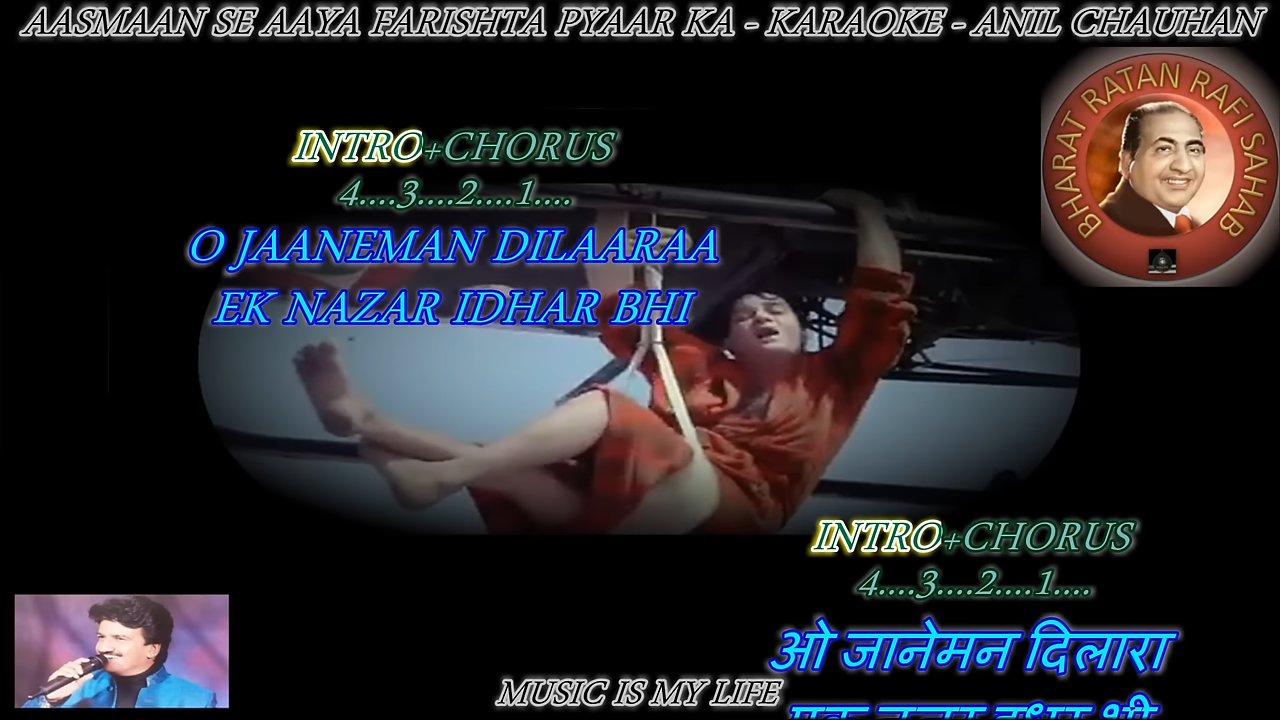 AASMAAN SE AAYA FARISHTA PYAAR KA - KARAOKE - ANIL CHAUHAN
BHARAT RATAN RAFI SAHAB
INTRO+CHORUS
4....3....2....1....
O JAANEMAN DILAARAA
EK NAZAR IDHAR BHI
INTRO+CHORUS
4....3....2....1....
ओ जानेमन दिलारा
MUSIC IS MY LIFE